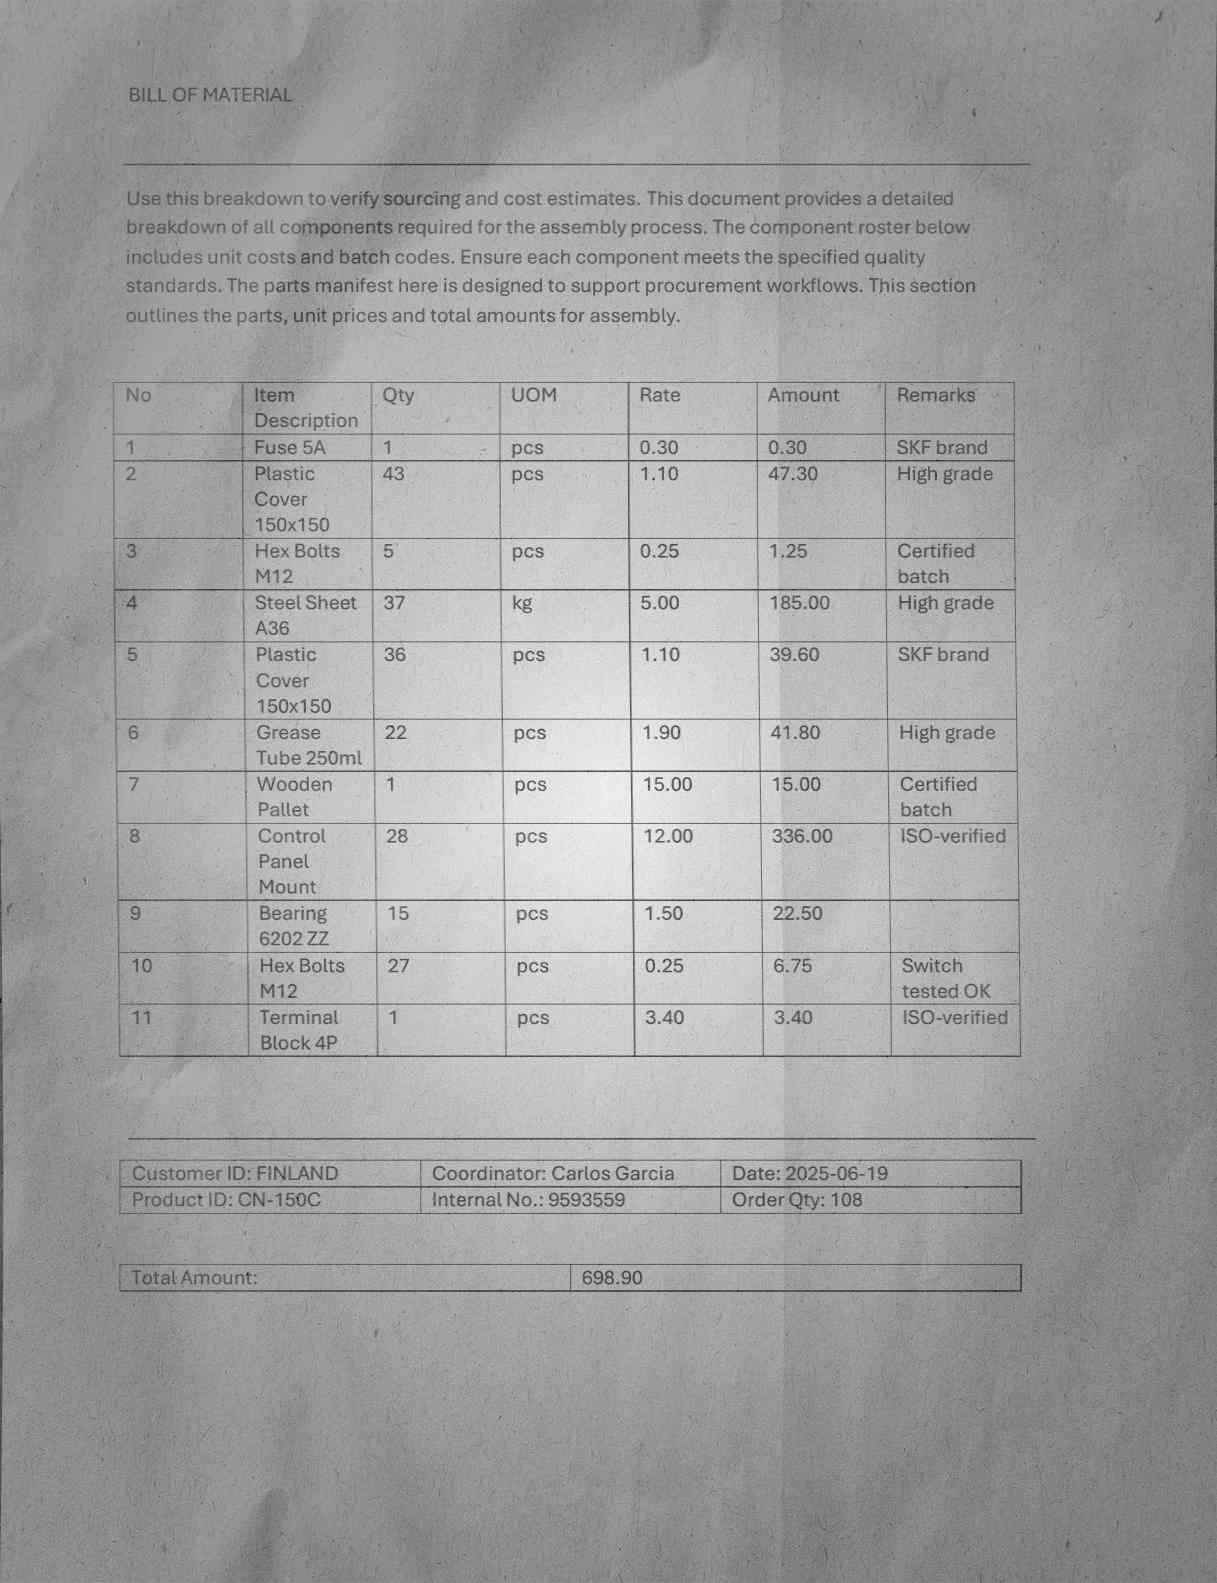 BILL OF MATERIAL
Use this breakdown to verify sourcing and cost estimates. This document provides a detailed
breakdown of all components required for the assembly process. The component roster below
includes unit costs and batch codes. Ensure each component meets the specified quality
standards. The parts manifest here is designed to support procurement workflows. This section
outlines the parts, unit prices and total amounts for assembly.
No Item Qty UOM Rate Amount Remarks
Description
1 Fuse 5A 1 pcs 0.30 0.30 SKF brand
2 Plastic 43 pcs 1.10 47.30 High grade
Cover
150x150
3 Hex Bolts 5 pcs 0.25 1.25 Certified
M12 batch
4 Steel Sheet 37 kg 5.00 185.00 High grade
A36
5 Plastic 36 pcs 1.10 39.60 SKF brand
Cover
150x150
6 Grease 22 pcs 1.90 41.80 High grade
Tube 250ml
7 Wooden 1 pcs 15.00 15.00 Certified
Pallet batch
8 Control 28 pcs 12.00 336.00 ISO-verified
Panel
Mount
9 Bearing 15 pcs 1.50 22.50
6202 ZZ
10 Hex Bolts 27 pcs 0.25 6.75 Switch
M12 tested OK
11 Terminal 1 pcs 3.40 3.40 ISO-verified
Block 4P
Customer ID: FINLAND Coordinator: Carlos Garcia Date: 2025-06-19
Product ID: CN-150C Internal No.: 9593559 Order Qty: 108
Total Amount: 698.90